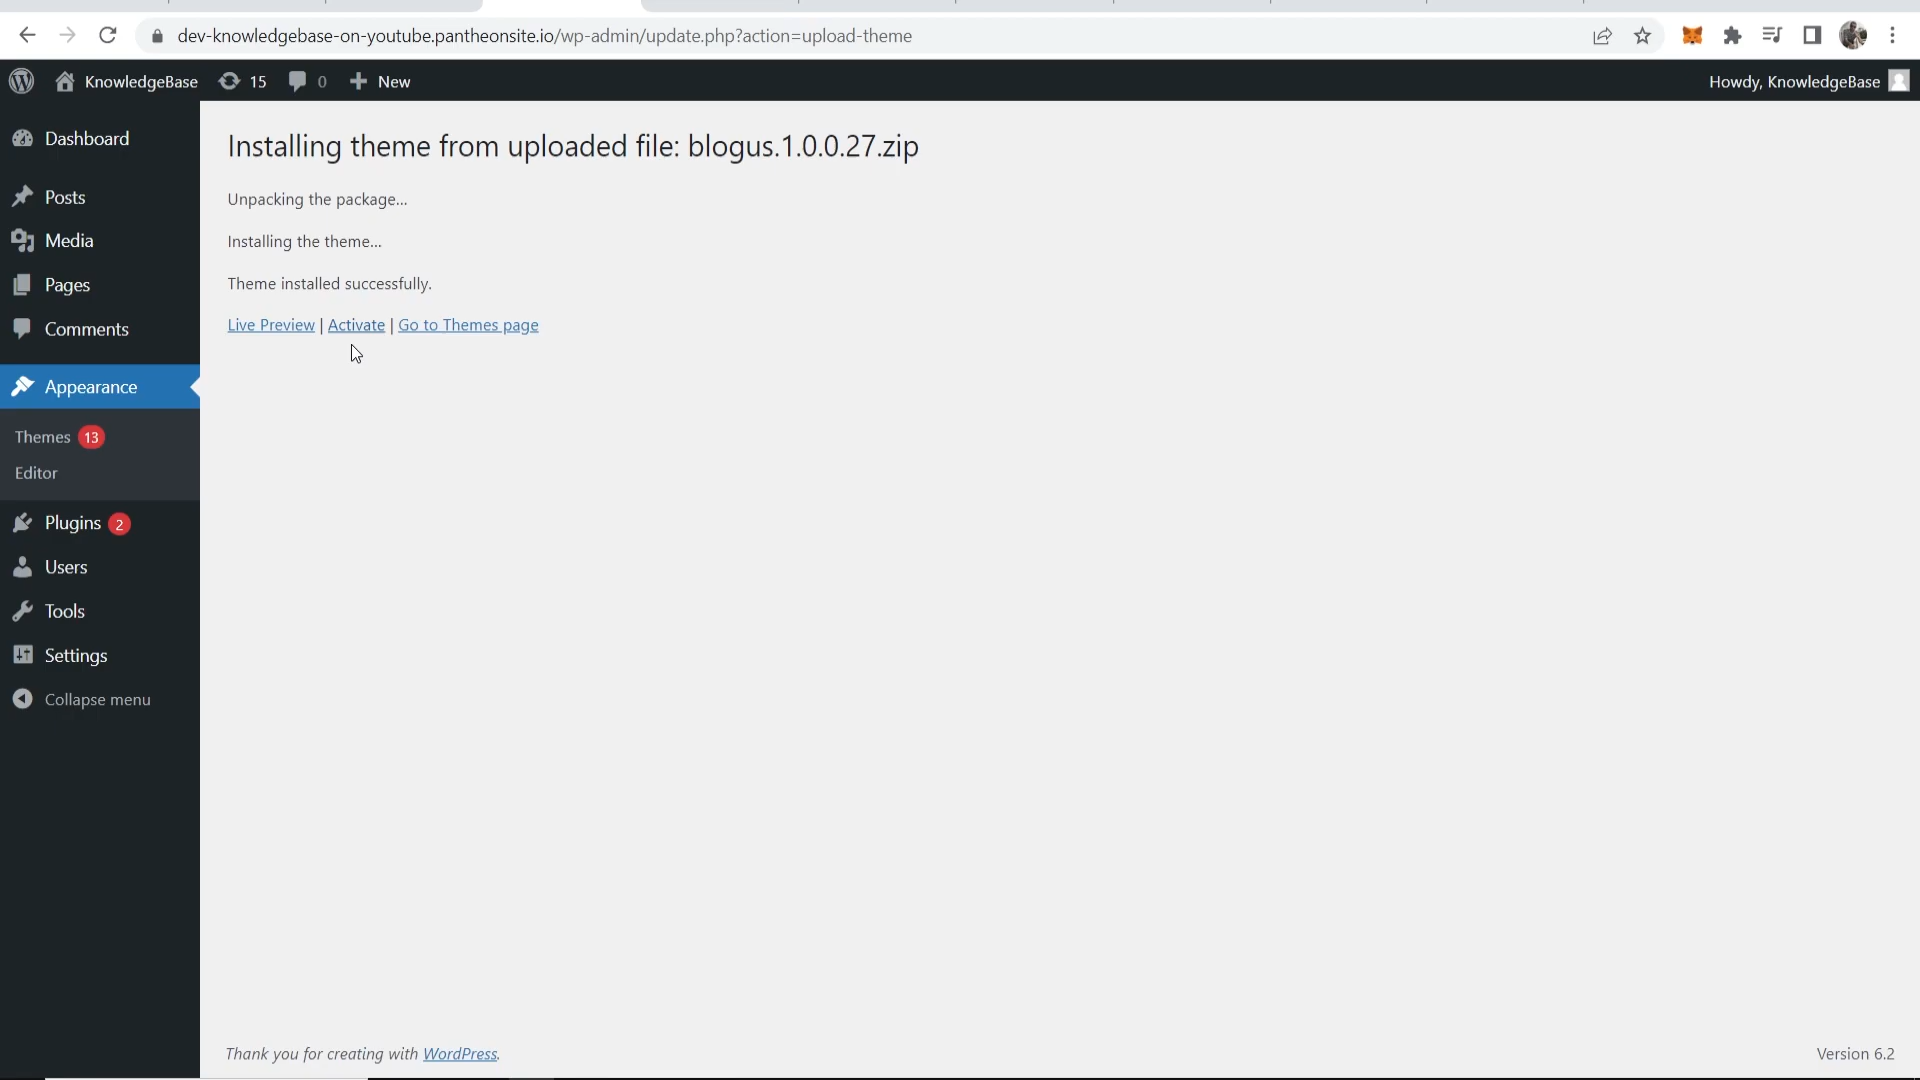 dev-knowledgebase-on-youtube.pantheonsite.io/wp-admin/update.php?action=upload-theme
KnowledgeBase 15 0 New Howdy, KnowledgeBase
Dashboard
Posts
Media
Pages
Comments
Appearance
Themes 13
Editor
Plugins 2
Users
Tools
Settings
Collapse menu
Installing theme from uploaded file: blogus.1.0.0.27.zip
Unpacking the package...
Installing the theme...
Theme installed successfully.
Live Preview | Activate | Go to Themes page
Thank you for creating with WordPress. Version 6.2